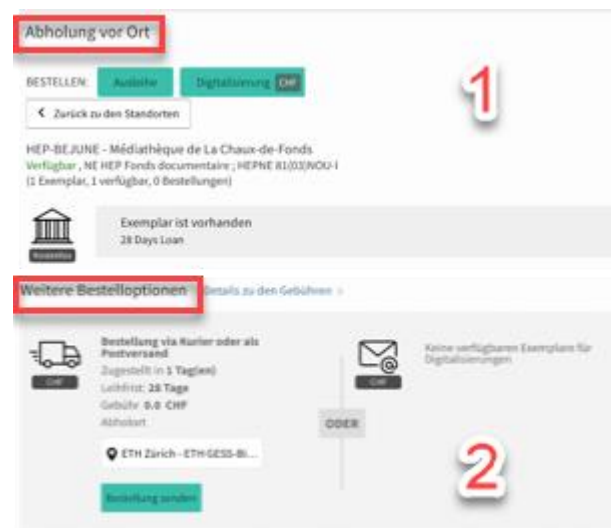 Abholung vor Ort
1
BESTELLEN: Ausleihe Digitalisierung CHF
Zurück zu den Standorten
HEP-BEJUNE - Médiathèque de La Chaux-de-Fonds
Verfügbar , NE HEP Fonds documentaire ; HEPNE 81(03)NOU-I
(1 Exemplar, 1 verfügbar, 0 Bestellungen)
Exemplar ist vorhanden
28 Days Loan
Kostenlos
Weitere Bestelloptionen Details zu den Gebühren
Bestellung via Kurier oder als
Postversand
Zugestellt in 1 Tag(en)
CHF
Leihfrist: 28 Tage
Gebühr: 0.0 CHF
Abholort
ETH Zürich - ETH-GESS-Bi...
Bestellung senden
ODER
CHF
Keine verfügbaren Exemplare für
Digitalisierungen
2